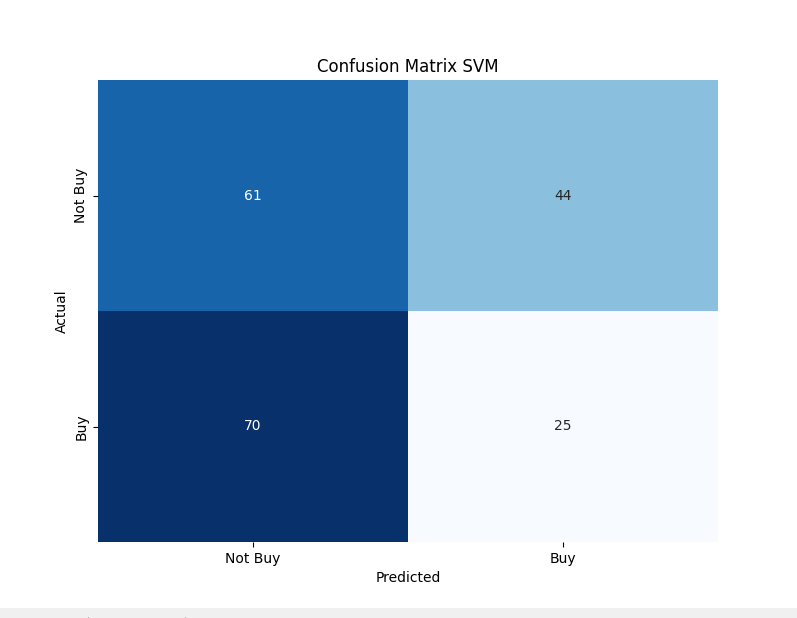 Confusion Matrix SVM
Not Buy
61
44
Actual
Buy
70
25
Not Buy
Buy
Predicted